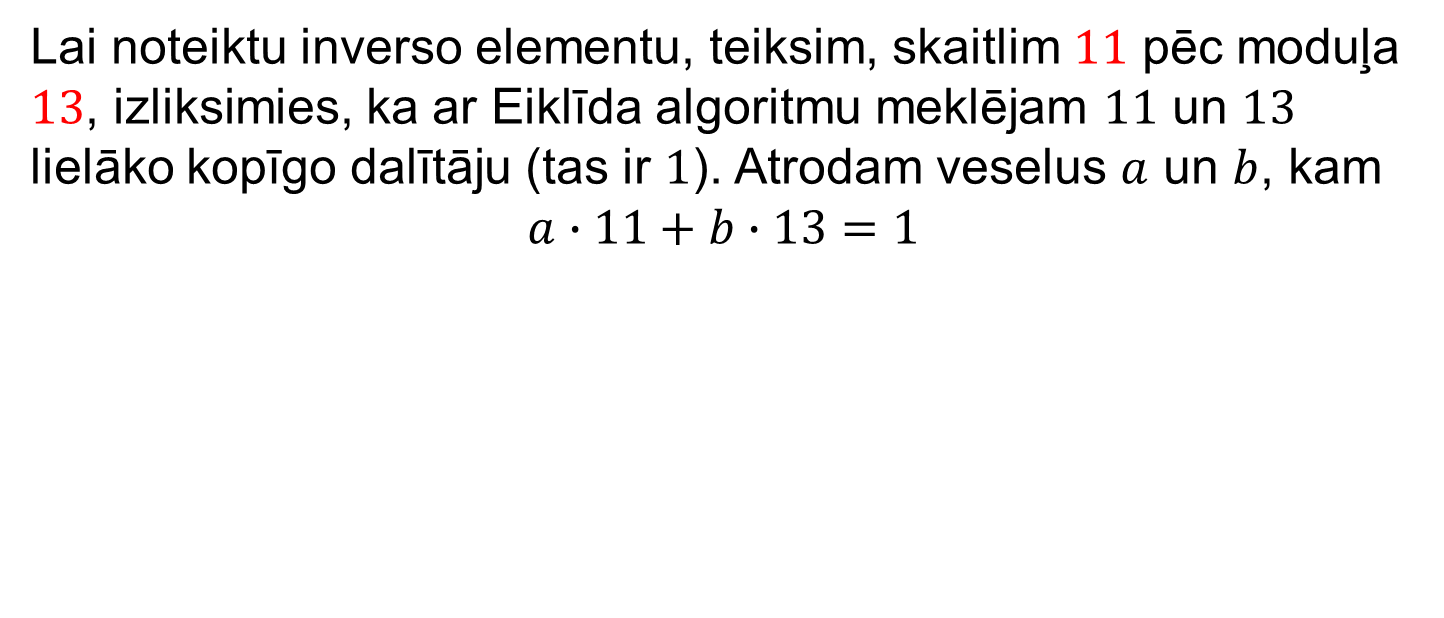 Lai noteiktu inverso elementu, teiksim, skaitlim 11 pēc moduļa
13, izliksimies, ka ar Eiklīda algoritmu meklējam 11 un 13
lielāko kopīgo dalītāju (tas ir 1). Atrodam veselus 𝑎 un 𝑏, kam
𝑎 · 11 + 𝑏 · 13 = 1